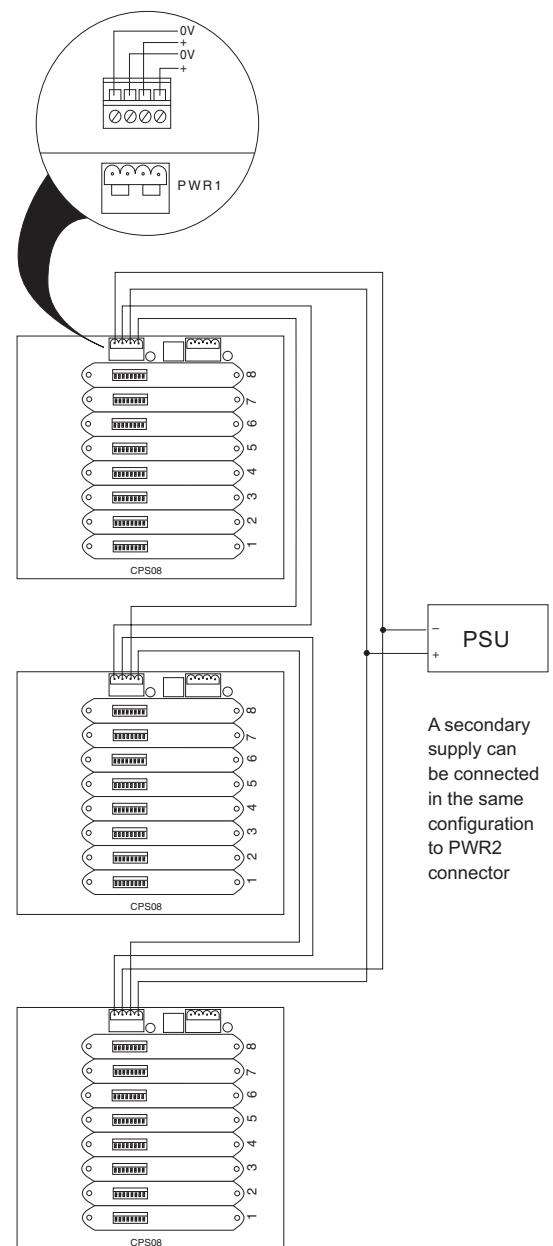 0V
+
0V
+
PWR1
8
7
6
5
4
3
2
1
CPS08
– PSU
+
8
7
6
5
4
3
2
1
CPS08
A secondary
supply can
be connected
in the same
configuration
to PWR2
connector
8
7
6
5
4
3
2
1
CPS08